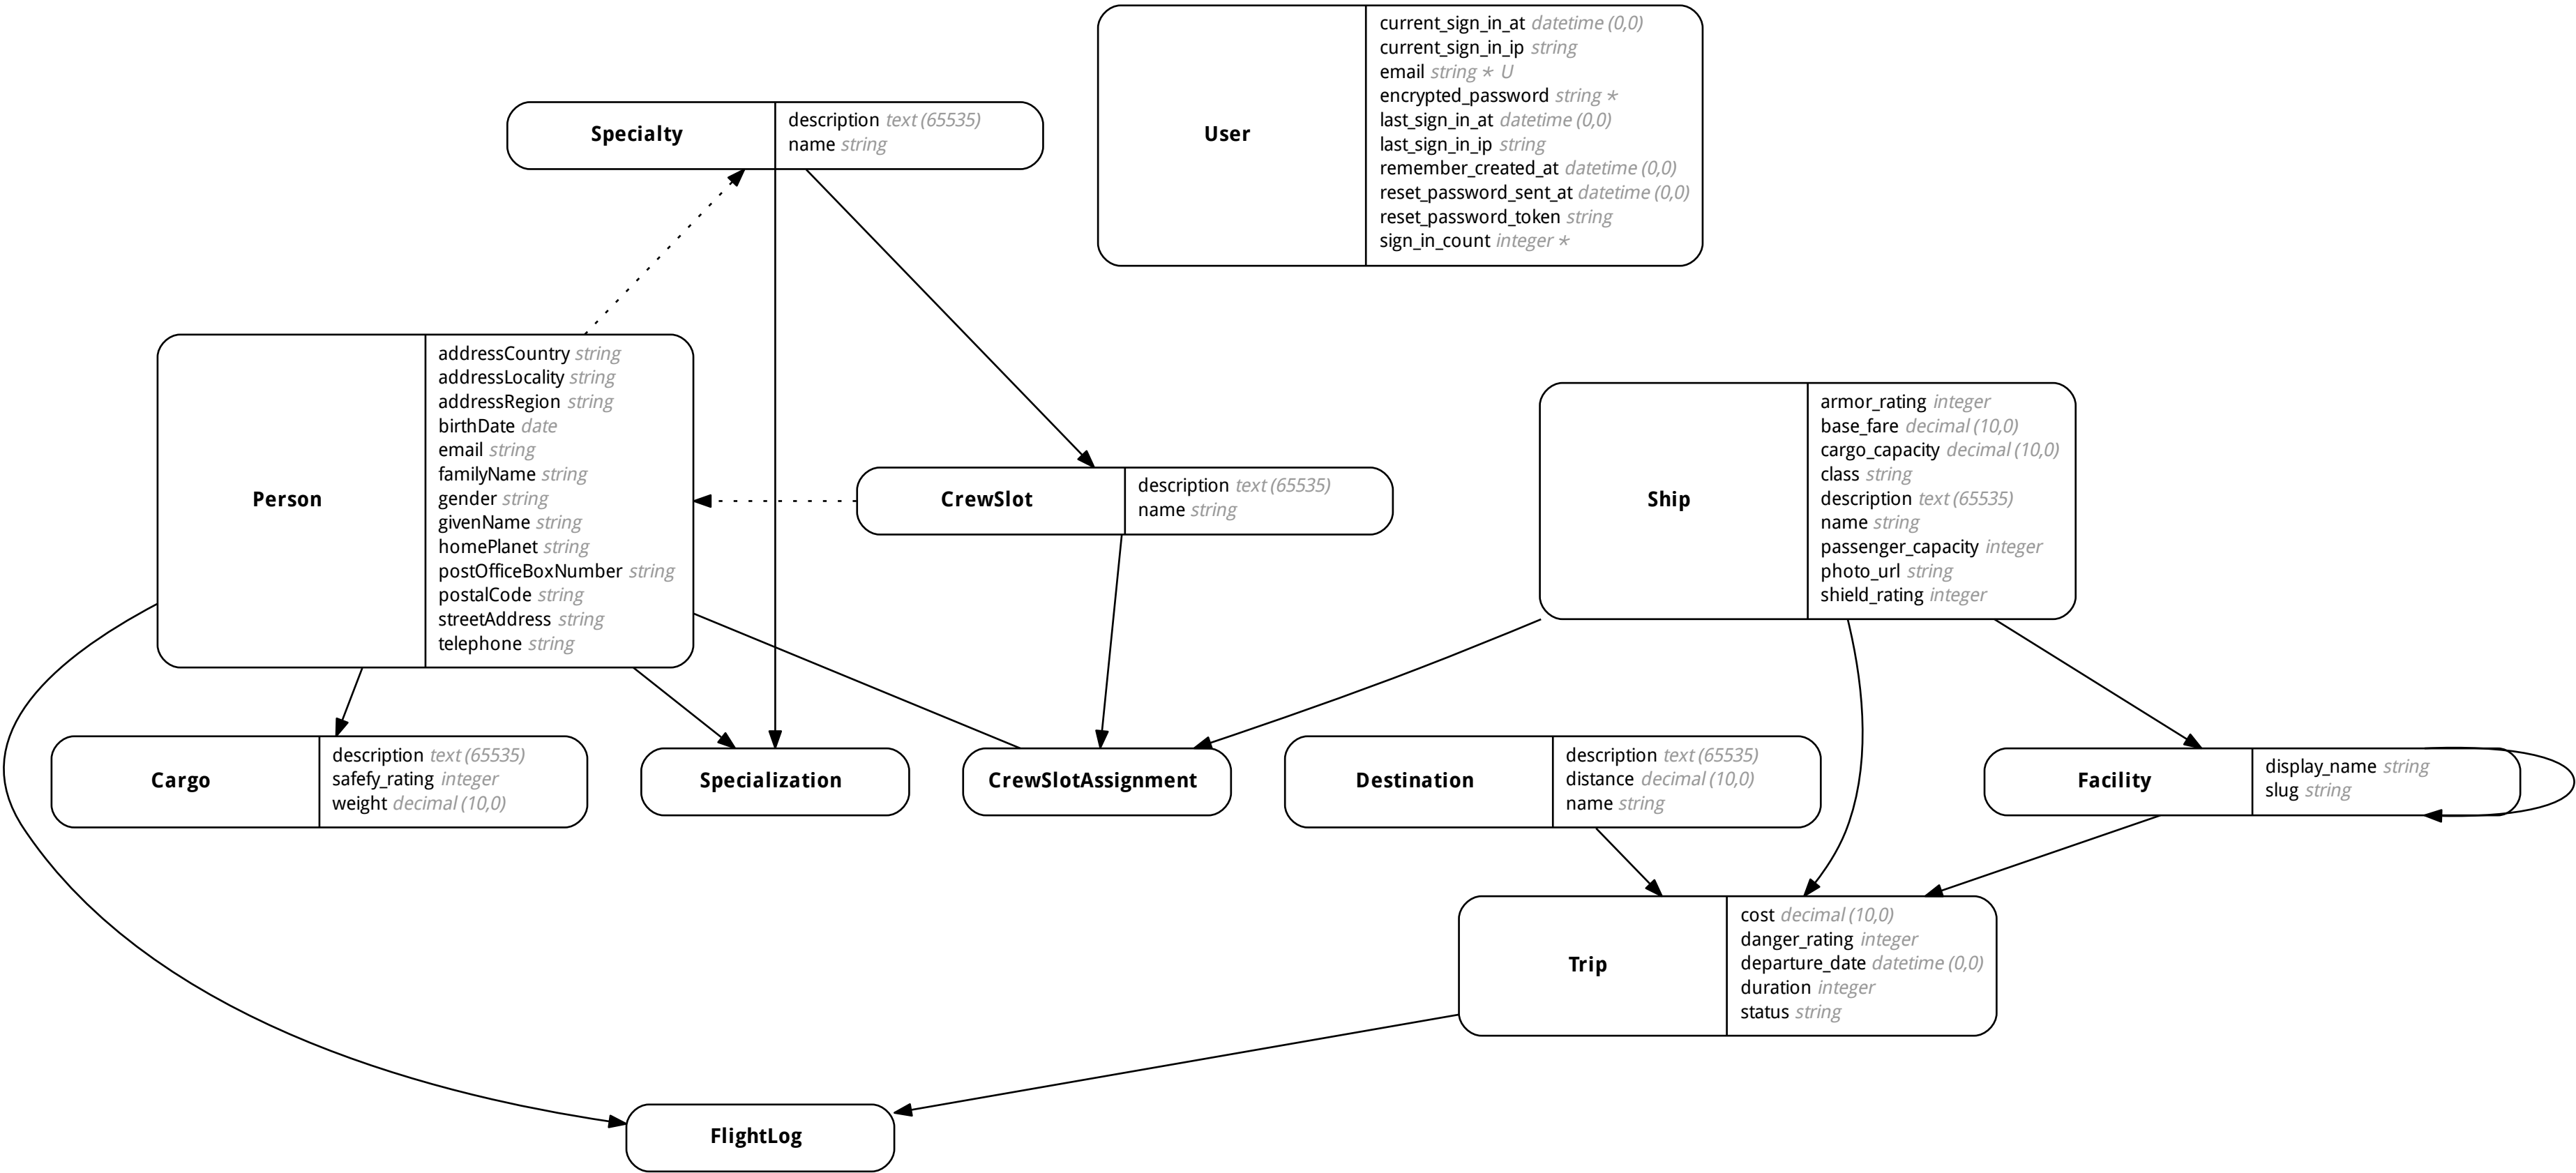 User
current_sign_in_at datetime (0,0)
current_sign_in_ip string
email string * U
encrypted_password string *
last_sign_in_at datetime (0,0)
last_sign_in_ip string
remember_created_at datetime (0,0)
reset_password_sent_at datetime (0,0)
reset_password_token string
sign_in_count integer *
Specialty
description text (65535)
name string
Person
addressCountry string
addressLocality string
addressRegion string
birthDate date
email string
familyName string
gender string
givenName string
homePlanet string
postOfficeBoxNumber string
postalCode string
streetAddress string
telephone string
CrewSlot
description text (65535)
name string
Ship
armor_rating integer
base_fare decimal (10,0)
cargo_capacity decimal (10,0)
class string
description text (65535)
name string
passenger_capacity integer
photo_url string
shield_rating integer
Cargo
description text (65535)
safefy_rating integer
weight decimal (10,0)
Specialization
CrewSlotAssignment
Destination
description text (65535)
distance decimal (10,0)
name string
Facility
display_name string
slug string
Trip
cost decimal (10,0)
danger_rating integer
departure_date datetime (0,0)
duration integer
status string
FlightLog